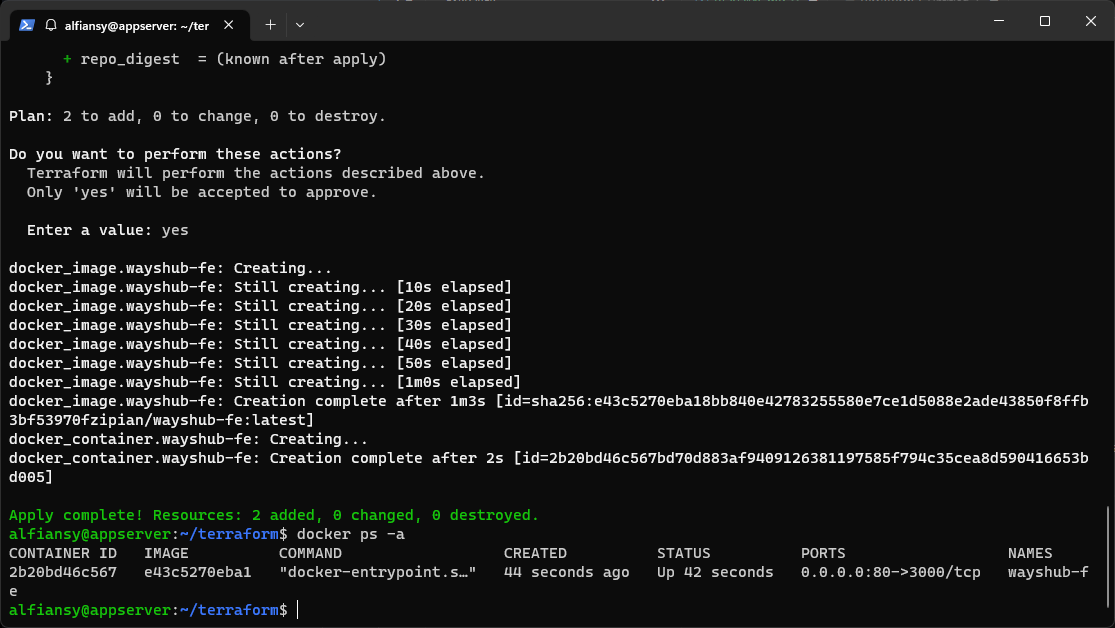 alfiansy@appserver: ~/ter
+ repo_digest  = (known after apply)
}
Plan: 2 to add, 0 to change, 0 to destroy.
Do you want to perform these actions?
Terraform will perform the actions described above.
Only 'yes' will be accepted to approve.
Enter a value: yes
docker_image.wayshub-fe: Creating...
docker_image.wayshub-fe: Still creating... [10s elapsed]
docker_image.wayshub-fe: Still creating... [20s elapsed]
docker_image.wayshub-fe: Still creating... [30s elapsed]
docker_image.wayshub-fe: Still creating... [40s elapsed]
docker_image.wayshub-fe: Still creating... [50s elapsed]
docker_image.wayshub-fe: Still creating... [1m0s elapsed]
docker_image.wayshub-fe: Creation complete after 1m3s [id=sha256:e43c5270eba18bb840e42783255580e7ce1d5088e2ade43850f8ffb
3bf53970fzipian/wayshub-fe:latest]
docker_container.wayshub-fe: Creating...
docker_container.wayshub-fe: Creation complete after 2s [id=2b20bd46c567bd70d883af9409126381197585f794c35cea8d590416653b
d005]
Apply complete! Resources: 2 added, 0 changed, 0 destroyed.
alfiansy@appserver:~/terraform$ docker ps -a
CONTAINER ID   IMAGE          COMMAND                  CREATED          STATUS          PORTS                  NAMES
2b20bd46c567   e43c5270eba1   "docker-entrypoint.s…"   44 seconds ago   Up 42 seconds   0.0.0.0:80->3000/tcp   wayshub-f
e
alfiansy@appserver:~/terraform$